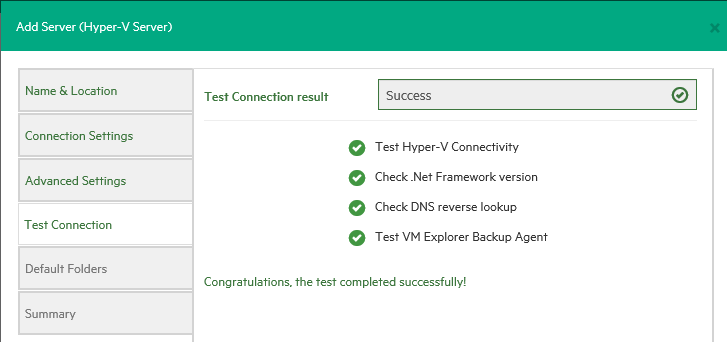 Add Server (Hyper-V Server)
Name & Location
Connection Settings
Advanced Settings
Test Connection
Default Folders
Summary
Test Connection result
Success
Test Hyper-V Connectivity
Check .Net Framework version
Check DNS reverse lookup
Test VM Explorer Backup Agent
Congratulations, the test completed successfully!